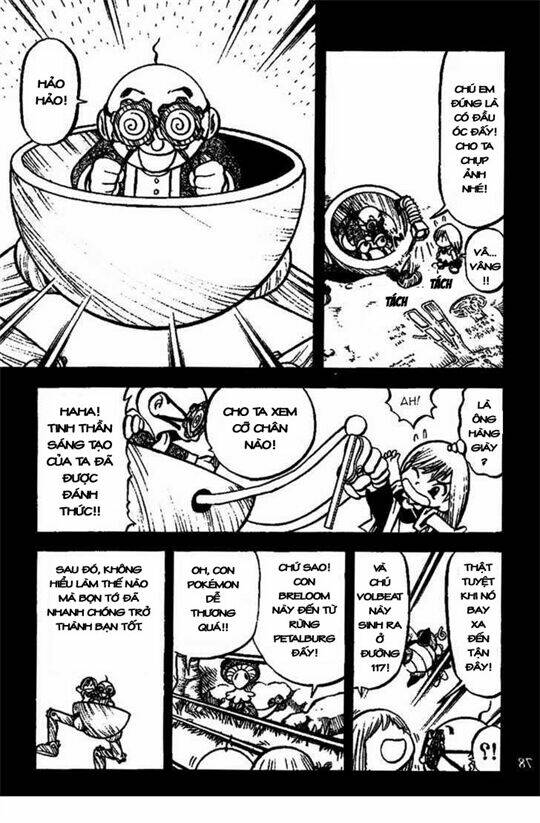 CHÚ EM
ĐÚNG LÀ
CÓ ĐẦU
ÓC ĐẤY!
CHO TA
CHỤP
ẢNH
NHÉ!
VẦ...
VÂNG
!!
TÁCH
TÁCH
HẢO
HẢO!
LÀ
ÔNG
HÀNG
GIÀY
?
AH!
CHO TA XEM
CỠ CHÂN
NÀO!
HAHA!
TINH THẦN
SÁNG TẠO
CỦA TA ĐÃ
ĐƯỢC
ĐÁNH
THỨC!!
THẬT
TUYỆT
KHI NÓ
BAY
XA
ĐẾN
TẬN
ĐÂY!
VÀ
CHÚ
VOLBEAT
NÀY
SINH RA
Ở
ĐƯỜNG
117!
!?
CHỨ SAO!
CON
BRELOOM
NÀY ĐẾN TỪ
RỪNG
PETALBURG
ĐẤY!
OH, CON
POKÉMON
DỄ
THƯƠNG
QUÁ!!
SAU ĐÓ, KHÔNG
HIỂU LÀM THẾ NÀO
MÀ BỌN TỚ ĐÃ
NHANH CHÓNG TRỞ
THÀNH BẠN TỐT.
78